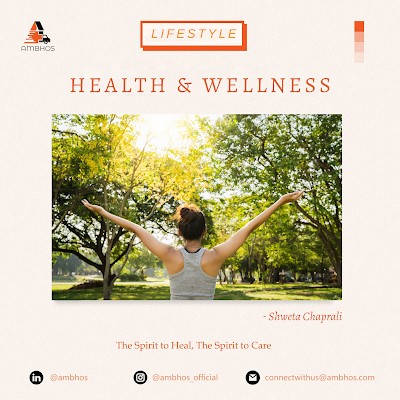 AMBHOS
LIFESTYLE
HEALTH & WELLNESS
- Shweta Chaprali
The Spirit to Heal, The Spirit to Care
@ambhos
@ambhos_official
connectwithus@ambhos.com